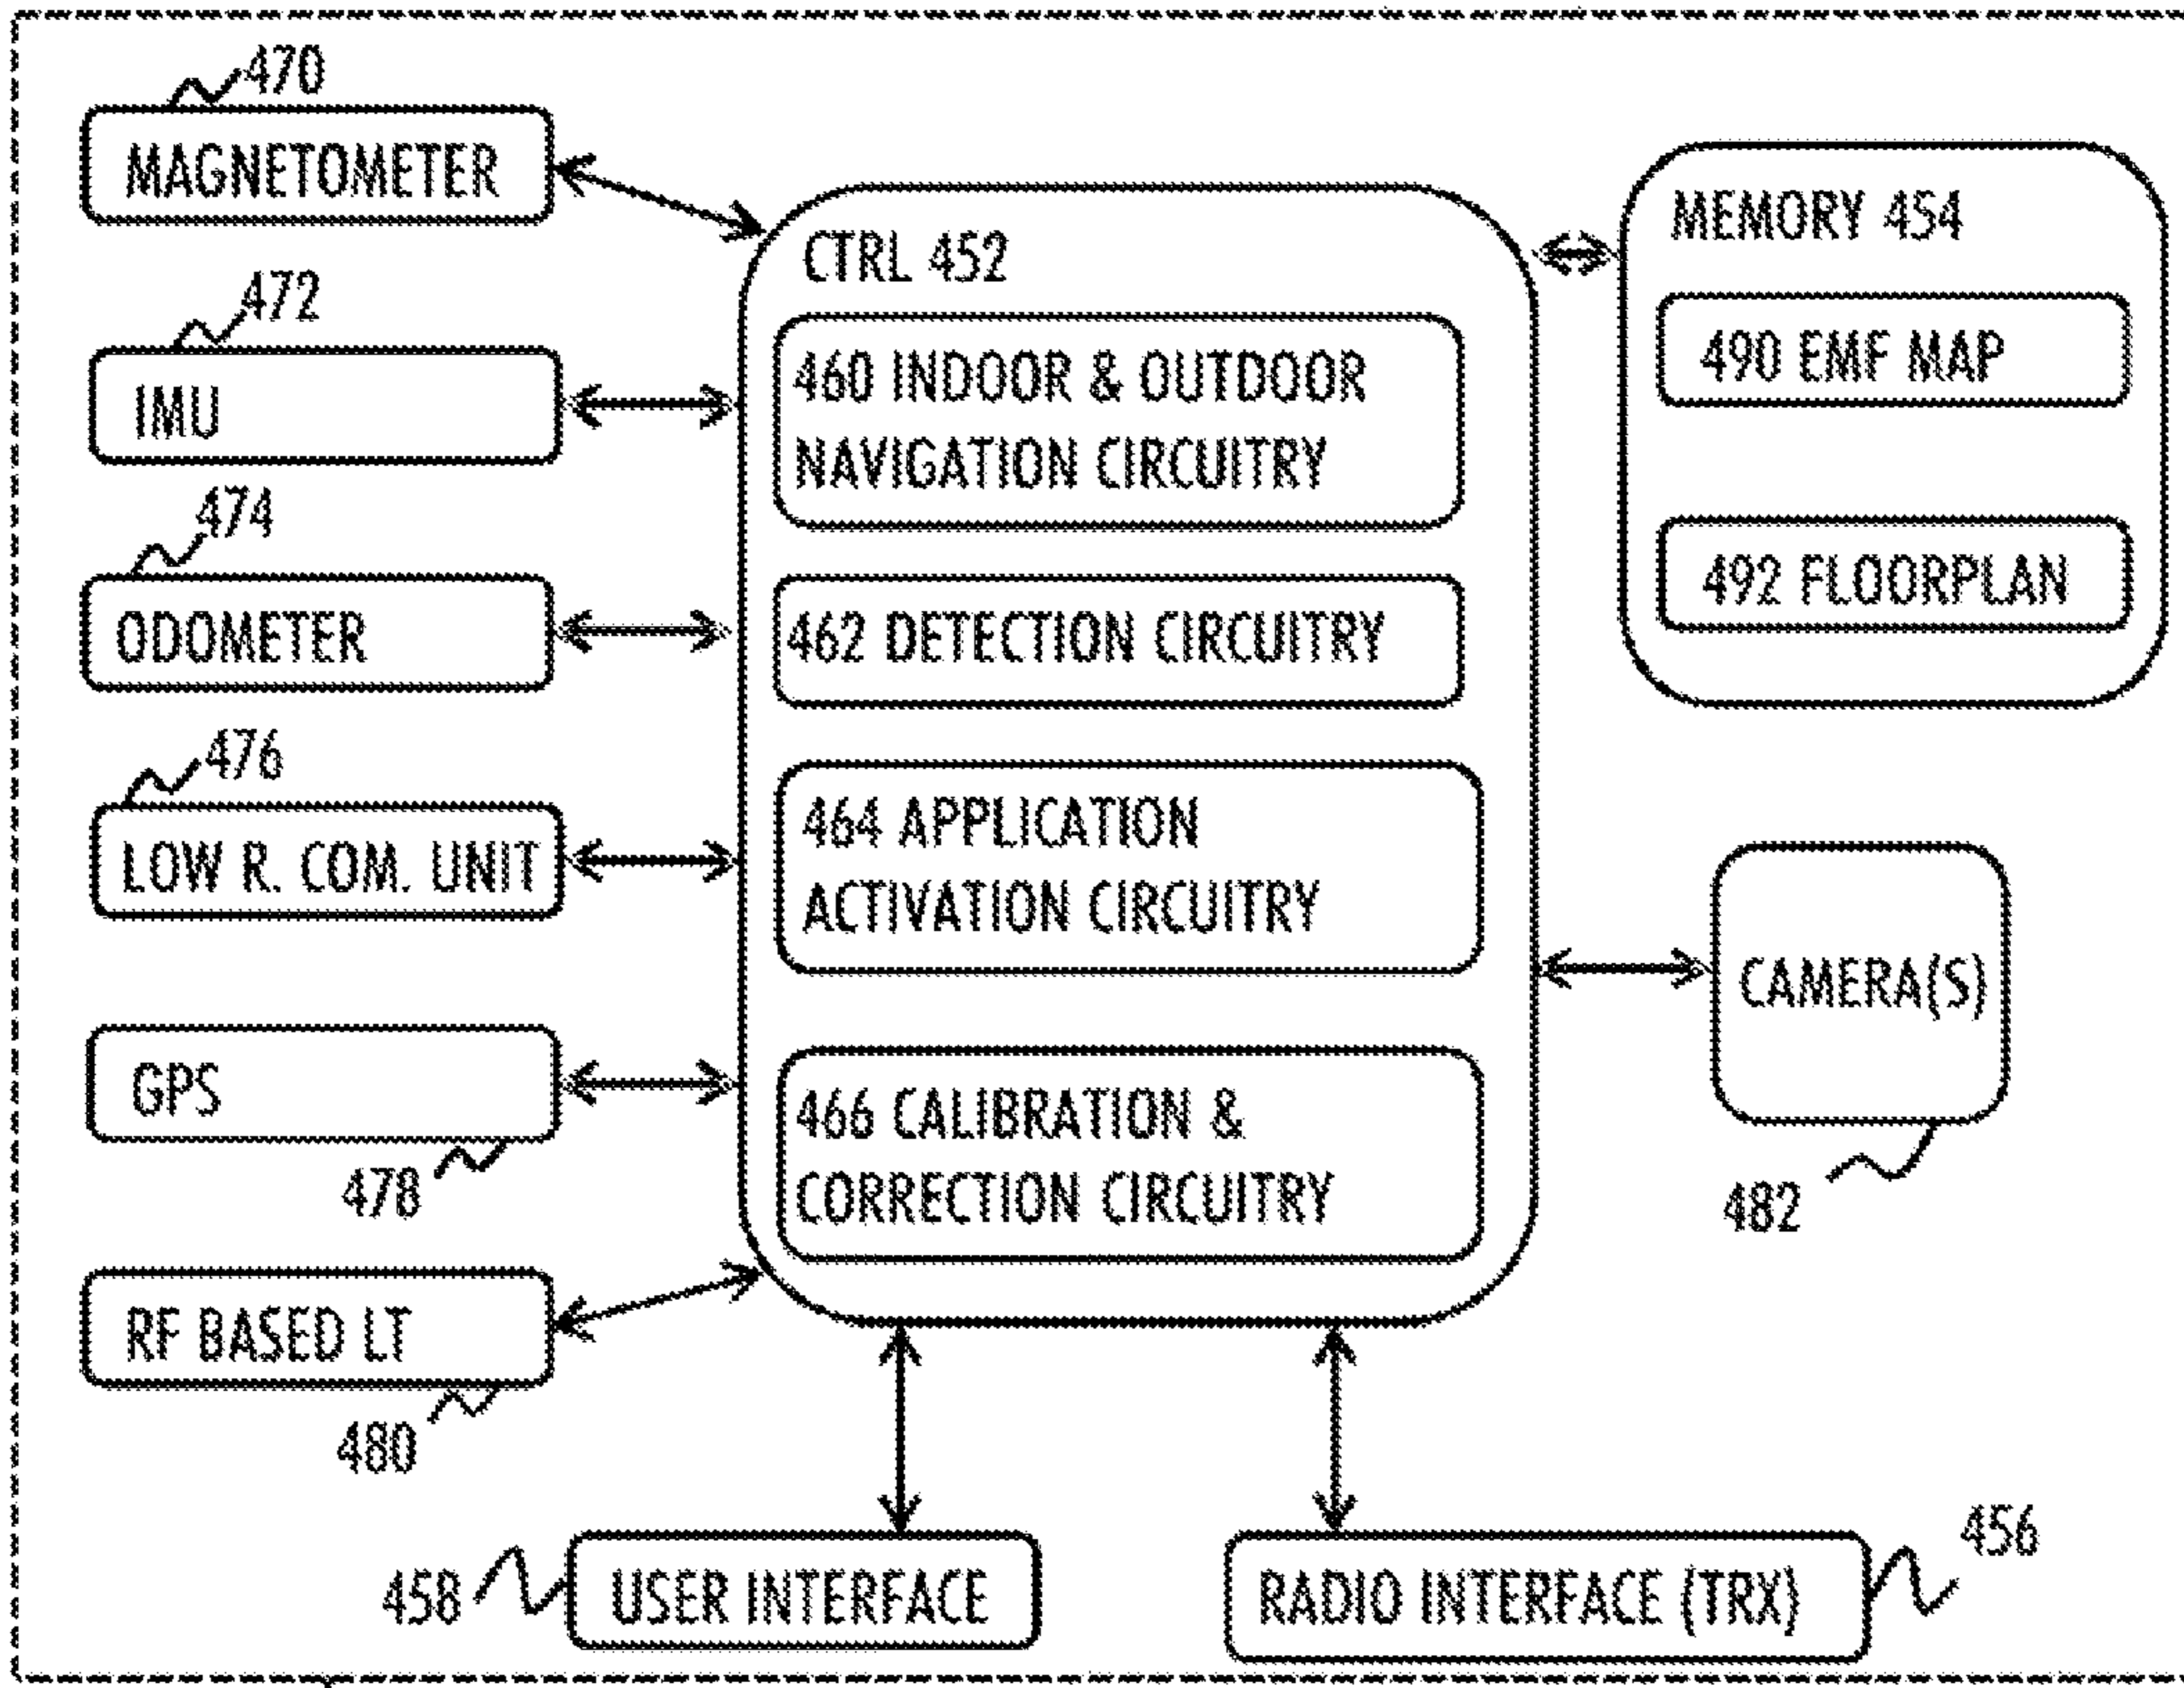 470
MAGNETOMETER
472
IMU
474
ODOMETER
476
LOW R. COM. UNIT
GPS
478
RF BASED LT
480
CTRL 452
460 INDOOR & OUTDOOR
NAVIGATION CIRCUITRY
462 DETECTION CIRCUITRY
464 APPLICATION
ACTIVATION CIRCUITRY
466 CALIBRATION &
CORRECTION CIRCUITRY
MEMORY 454
490 EMF MAP
492 FLOORPLAN
CAMERA(S)
482
458
USER INTERFACE
RADIO INTERFACE (TRX)
456